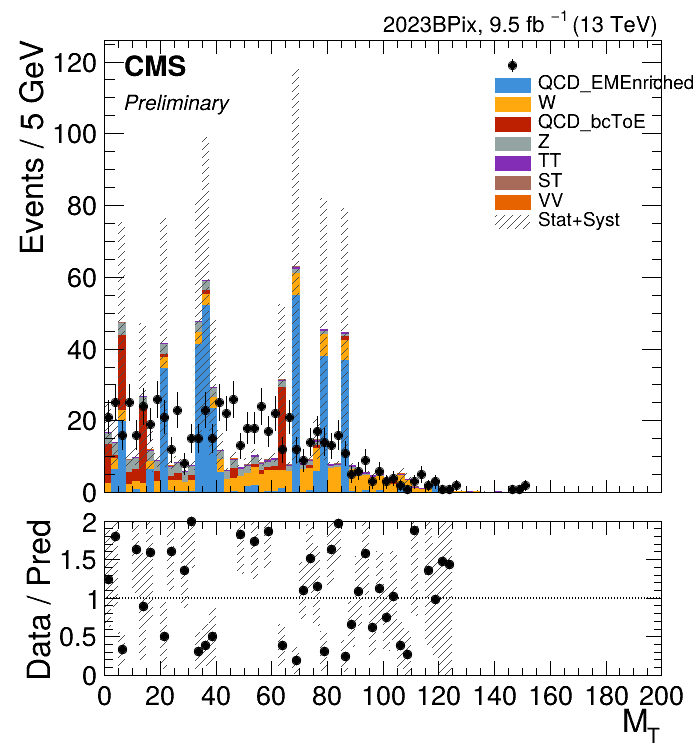 2023BPix, 9.5 fb⁻¹ (13 TeV)
CMS
Preliminary
QCD_EMEnriched
W
QCD_bcToE
Z
TT
ST
VV
Stat+Syst
Events / 5 GeV
120
100
80
60
40
20
0
Data / Pred
2
1.5
1
0.5
0
0 20 40 60 80 100 120 140 160 180 200
M_T